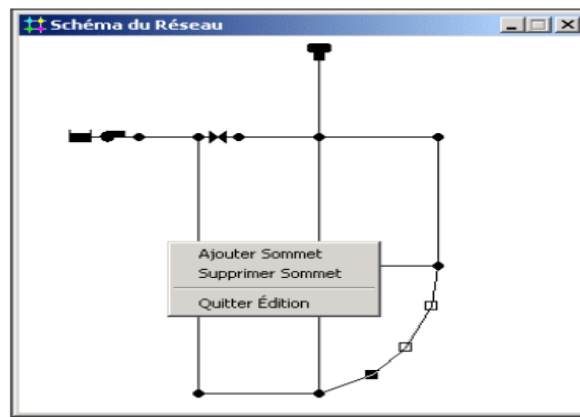 Schéma du Réseau
Ajouter Sommet
Supprimer Sommet
Quitter Édition